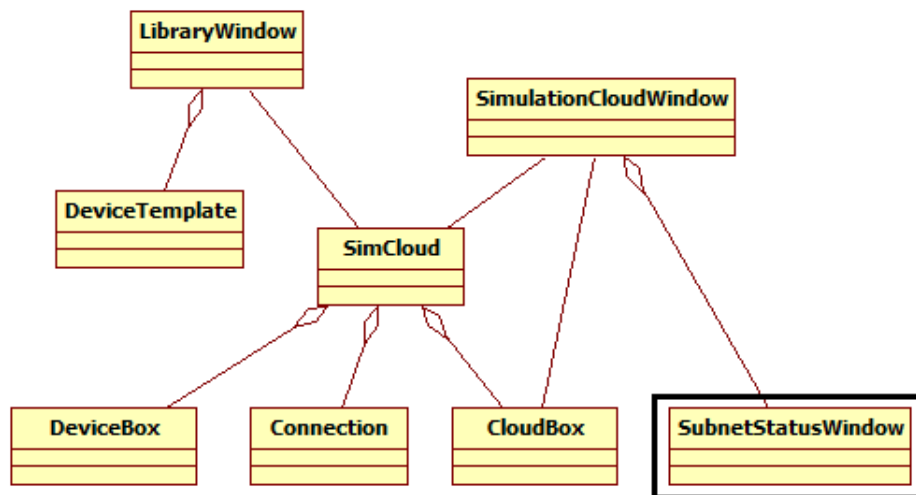 LibraryWindow
SimulationCloudWindow
DeviceTemplate
SimCloud
DeviceBox
Connection
CloudBox
SubnetStatusWindow